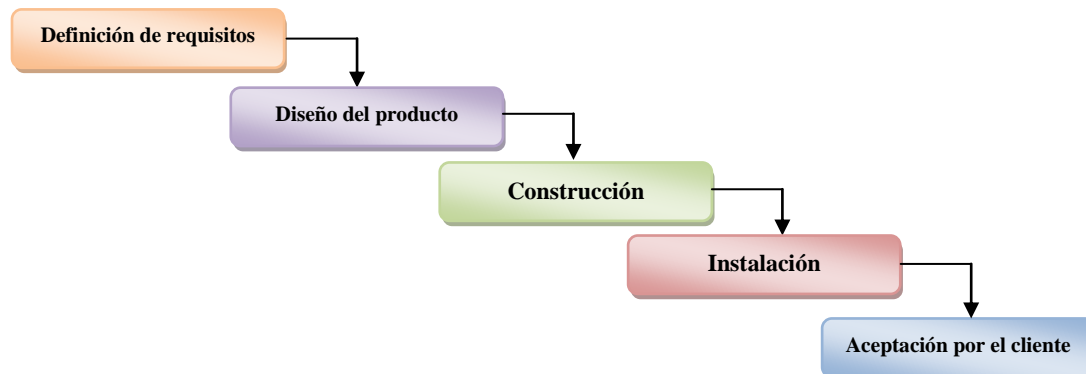 Definición de requisitos
Diseño del producto
Construcción
Instalación
Aceptación por el cliente